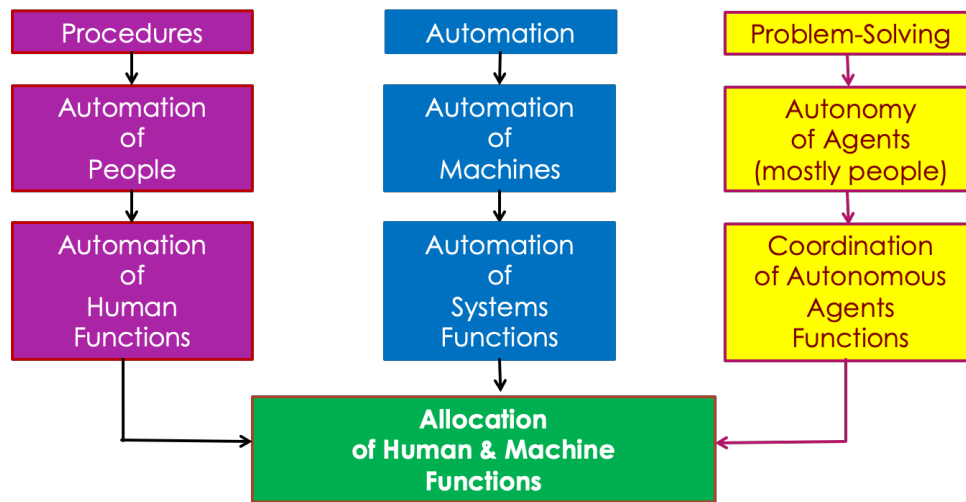 Procedures
Automation
of
People
Automation
of
Human
Functions
Automation
Automation
of
Machines
Automation
of
Systems
Functions
Problem-Solving
Autonomy
of Agents
(mostly people)
Coordination
of Autonomous
Agents
Functions
Allocation
of Human & Machine
Functions